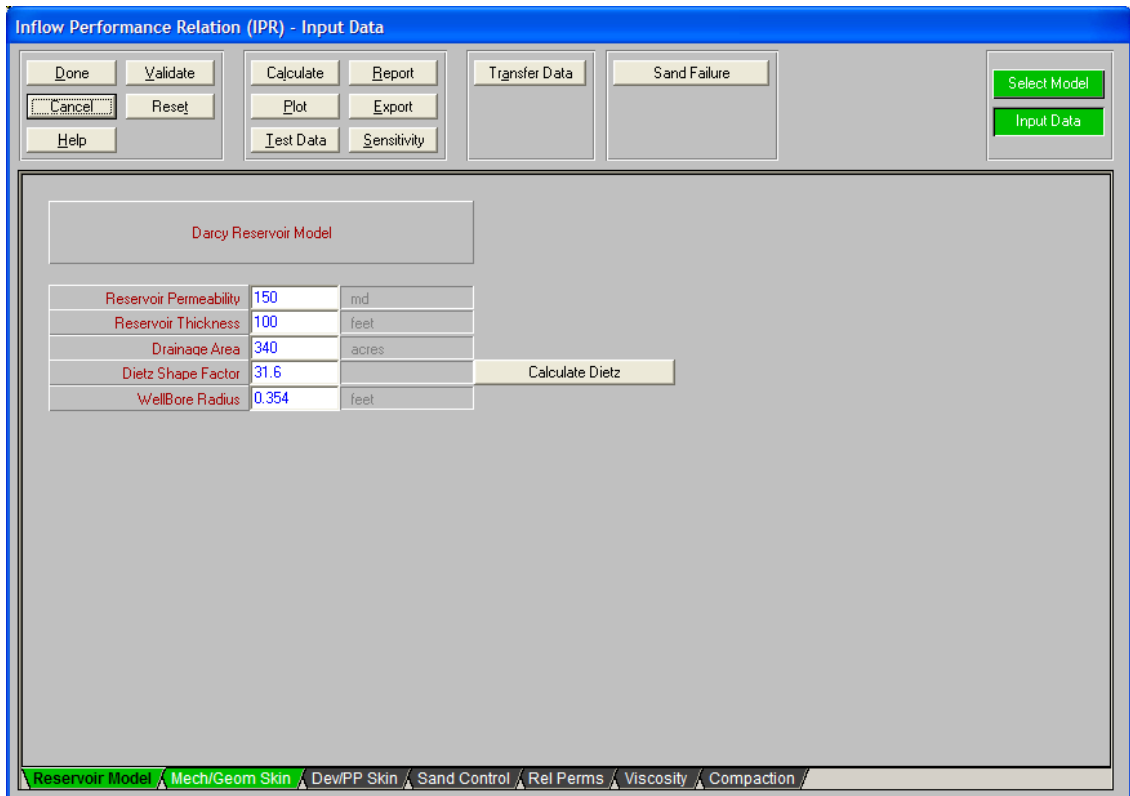 Inflow Performance Relation (IPR) - Input Data
Done Validate Calculate Report Transfer Data Sand Failure Select Model
Cancel Reset Plot Export Input Data
Help Test Data Sensitivity
Darcy Reservoir Model
Reservoir Permeability 150 md
Reservoir Thickness 100 feet
Drainage Area 340 acres
Dietz Shape Factor 31.6 Calculate Dietz
WellBore Radius 0.354 feet
Reservoir Model Mech/Geom Skin Dev/PP Skin Sand Control Rel Perms Viscosity Compaction